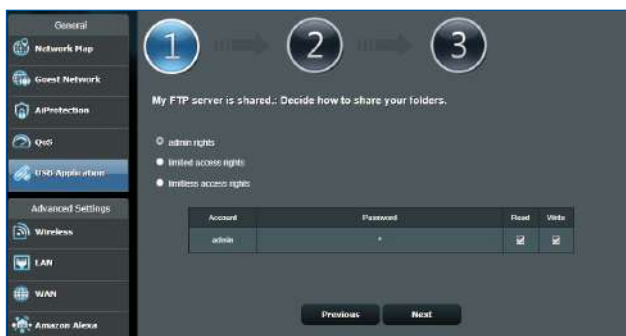 General
Network Map
Guest Network
AiProtection
QoS
USB Application
Advanced Settings
Wireless
LAN
WAN
Amazon Alexa
1
2
3
My FTP server is shared.: Decide how to share your folders.
admin rights
limited access rights
limitless access rights
Account Password Read Write
admin *
Previous Next